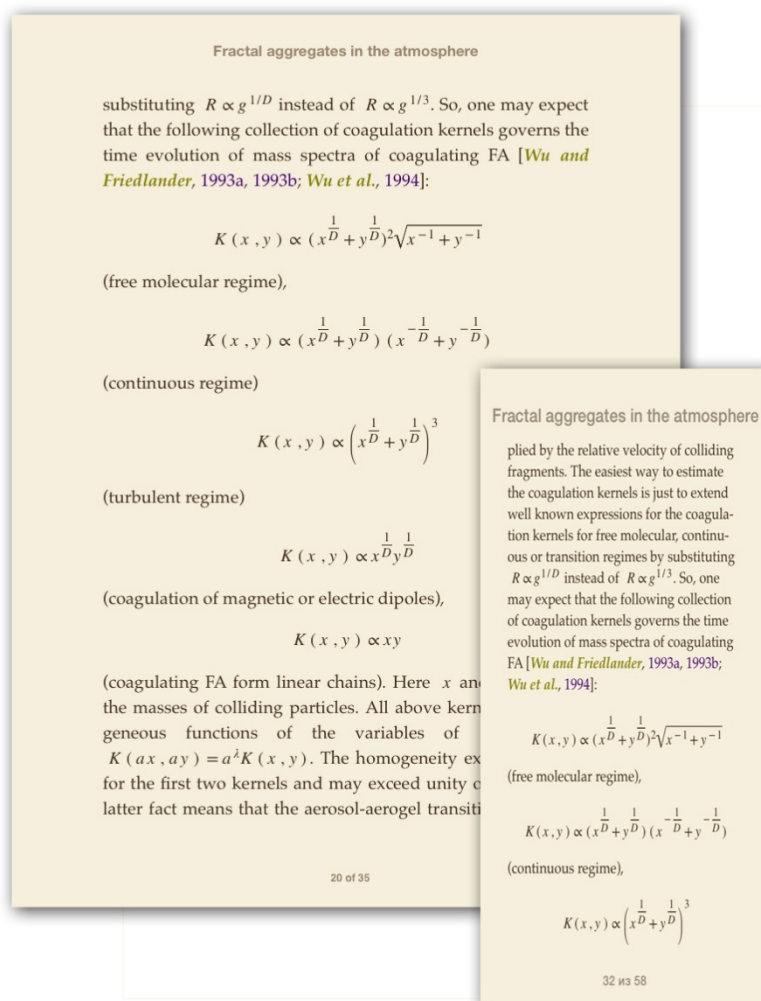 Fractal aggregates in the atmosphere
substituting R ∝ g^{1/D} instead of R ∝ g^{1/3}. So, one may expect
that the following collection of coagulation kernels governs the
time evolution of mass spectra of coagulating FA [Wu and
Friedlander, 1993a, 1993b; Wu et al., 1994]:
K(x,y) ∝ (x^{1/D} + y^{1/D})²√(x^{-1} + y^{-1})
(free molecular regime),
K(x,y) ∝ (x^{1/D} + y^{1/D})(x^{-1/D} + y^{-1/D})
(continuous regime)
K(x,y) ∝ (x^{1/D} + y^{1/D})^3
(turbulent regime)
K(x,y) ∝ x^{1/D}y^{1/D}
(coagulation of magnetic or electric dipoles),
K(x,y) ∝ xy
(coagulating FA form linear chains). Here x an
the masses of colliding particles. All above kern
geneous functions of the variables of
K(ax,ay) = a^λK(x,y). The homogeneity ex
for the first two kernels and may exceed unity
latter fact means that the aerosol-aerogel transiti
20 of 35
Fractal aggregates in the atmosphere
plied by the relative velocity of colliding
fragments. The easiest way to estimate
the coagulation kernels is just to extend
well known expressions for the coagula-
tion kernels for free molecular, continu-
ous or transition regimes by substituting
R ∝ g^{1/D} instead of R ∝ g^{1/3}. So, one
may expect that the following collection
of coagulation kernels governs the time
evolution of mass spectra of coagulating
FA [Wu and Friedlander, 1993a, 1993b;
Wu et al., 1994]:
K(x,y) ∝ (x^{1/D} + y^{1/D})²√(x^{-1} + y^{-1})
(free molecular regime),
K(x,y) ∝ (x^{1/D} + y^{1/D})(x^{-1/D} + y^{-1/D})
(continuous regime),
K(x,y) ∝ (x^{1/D} + y^{1/D})^3
32 из 58